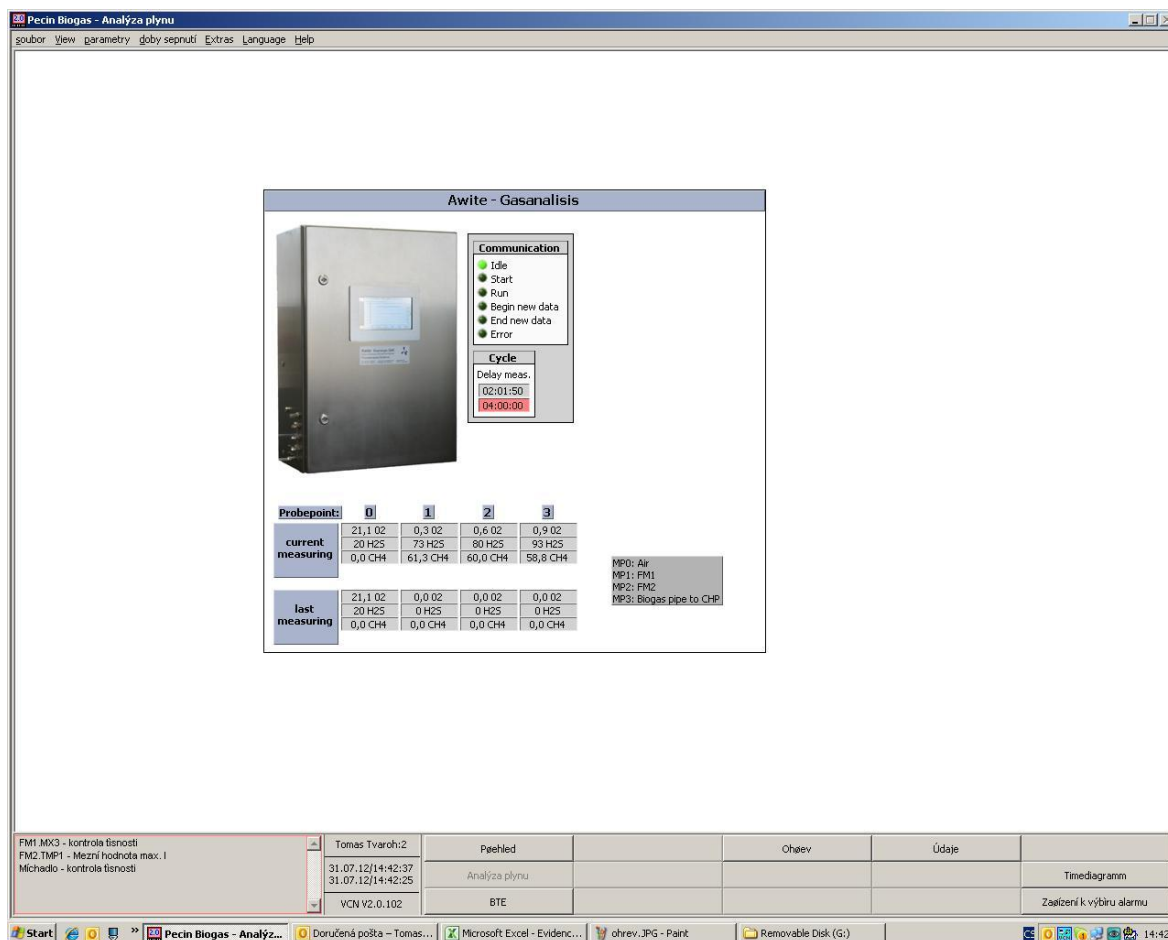 Pecin Biogas - Analýza plynu
soubor View parametry doby sepnutí Extras Language Help
Awite - Gasanalisis
Communication
Idle
Start
Run
Begin new data
End new data
Error
Cycle
Delay meas.
02:01:50
04:00:00
Probepoint: 0 1 2 3
current measuring
21,1 O2 0,3 O2 0,6 O2 0,9 O2
20 H2S 73 H2S 80 H2S 93 H2S
0,0 CH4 61,3 CH4 60,0 CH4 58,8 CH4
MP0: Air
MP1: FM1
MP2: FM2
MP3: Biogas pipe to CHP
last measuring
21,1 O2 0,0 O2 0,0 O2 0,0 O2
20 H2S 0 H2S 0 H2S 0 H2S
0,0 CH4 0,0 CH4 0,0 CH4 0,0 CH4
FM1.MX3 - kontrola tìsnosti
FM2.TMP1 - Mezní hodnota max. I
Míchadlo - kontrola tìsnosti
Tomas Tvaroh:2
31.07.12/14:42:37
31.07.12/14:42:25
VCN V2.0.102
Pøehled Ohøev Údaje
Analýza plynu Timediagramm
BTE Zaøízení k výbìru alarmu
Start » Pecin Biogas - Analýz... Doručená pošta – Tomas... Microsoft Excel - Evidenc... ohrev.JPG - Paint Removable Disk (G:) CS 14:42